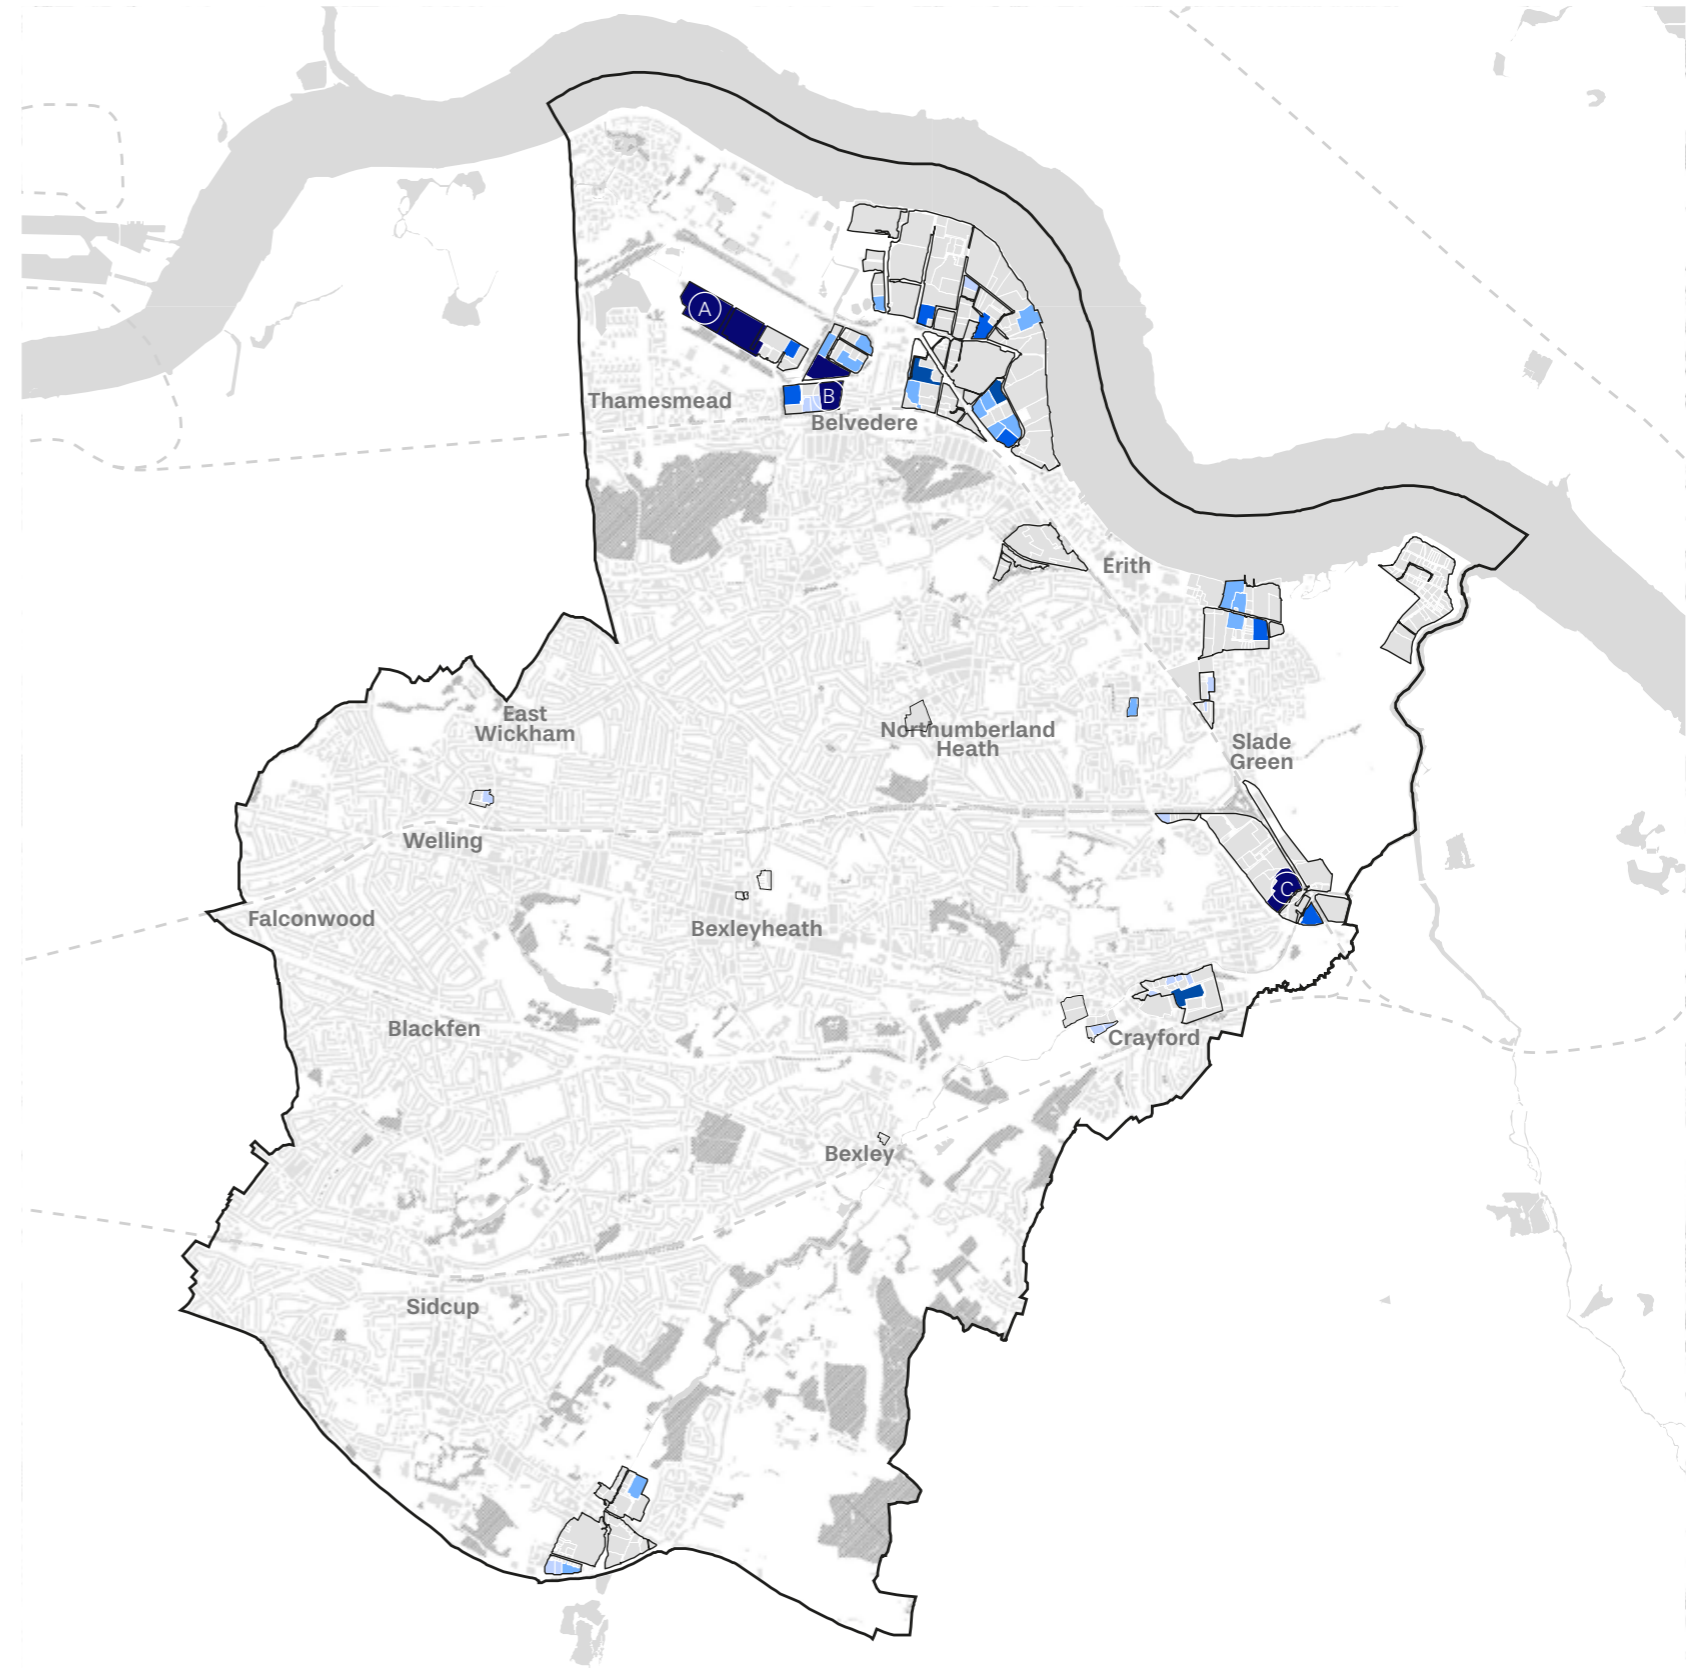 A
Thamesmead
B
Belvedere
Erith
East
Wickham
Northumberland
Heath
Slade
Green
Welling
C
Falconwood
Bexleyheath
Blackfen
Crayford
Bexley
Sidcup